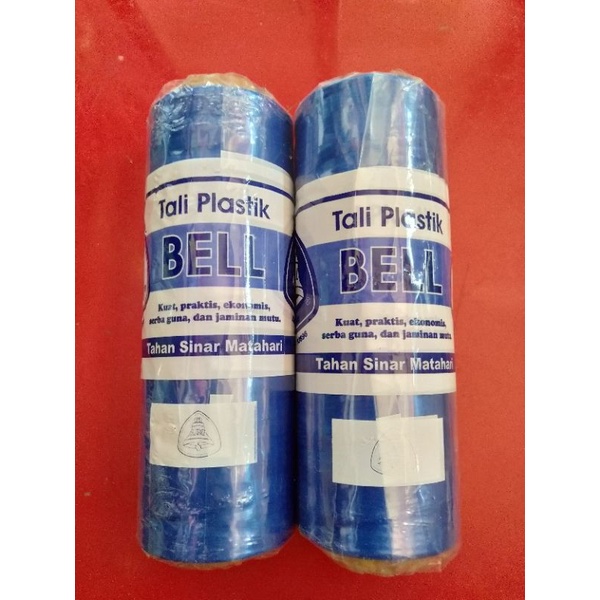 Tali Plastik
BELL
Kuat, praktis, ekonomis,
serba guna, dan jaminan mutu.
Tahan Sinar Matahari
Tali Plastik
BELL
Kuat, praktis, ekonomis,
serba guna, dan jaminan mutu.
Tahan Sinar Matahari